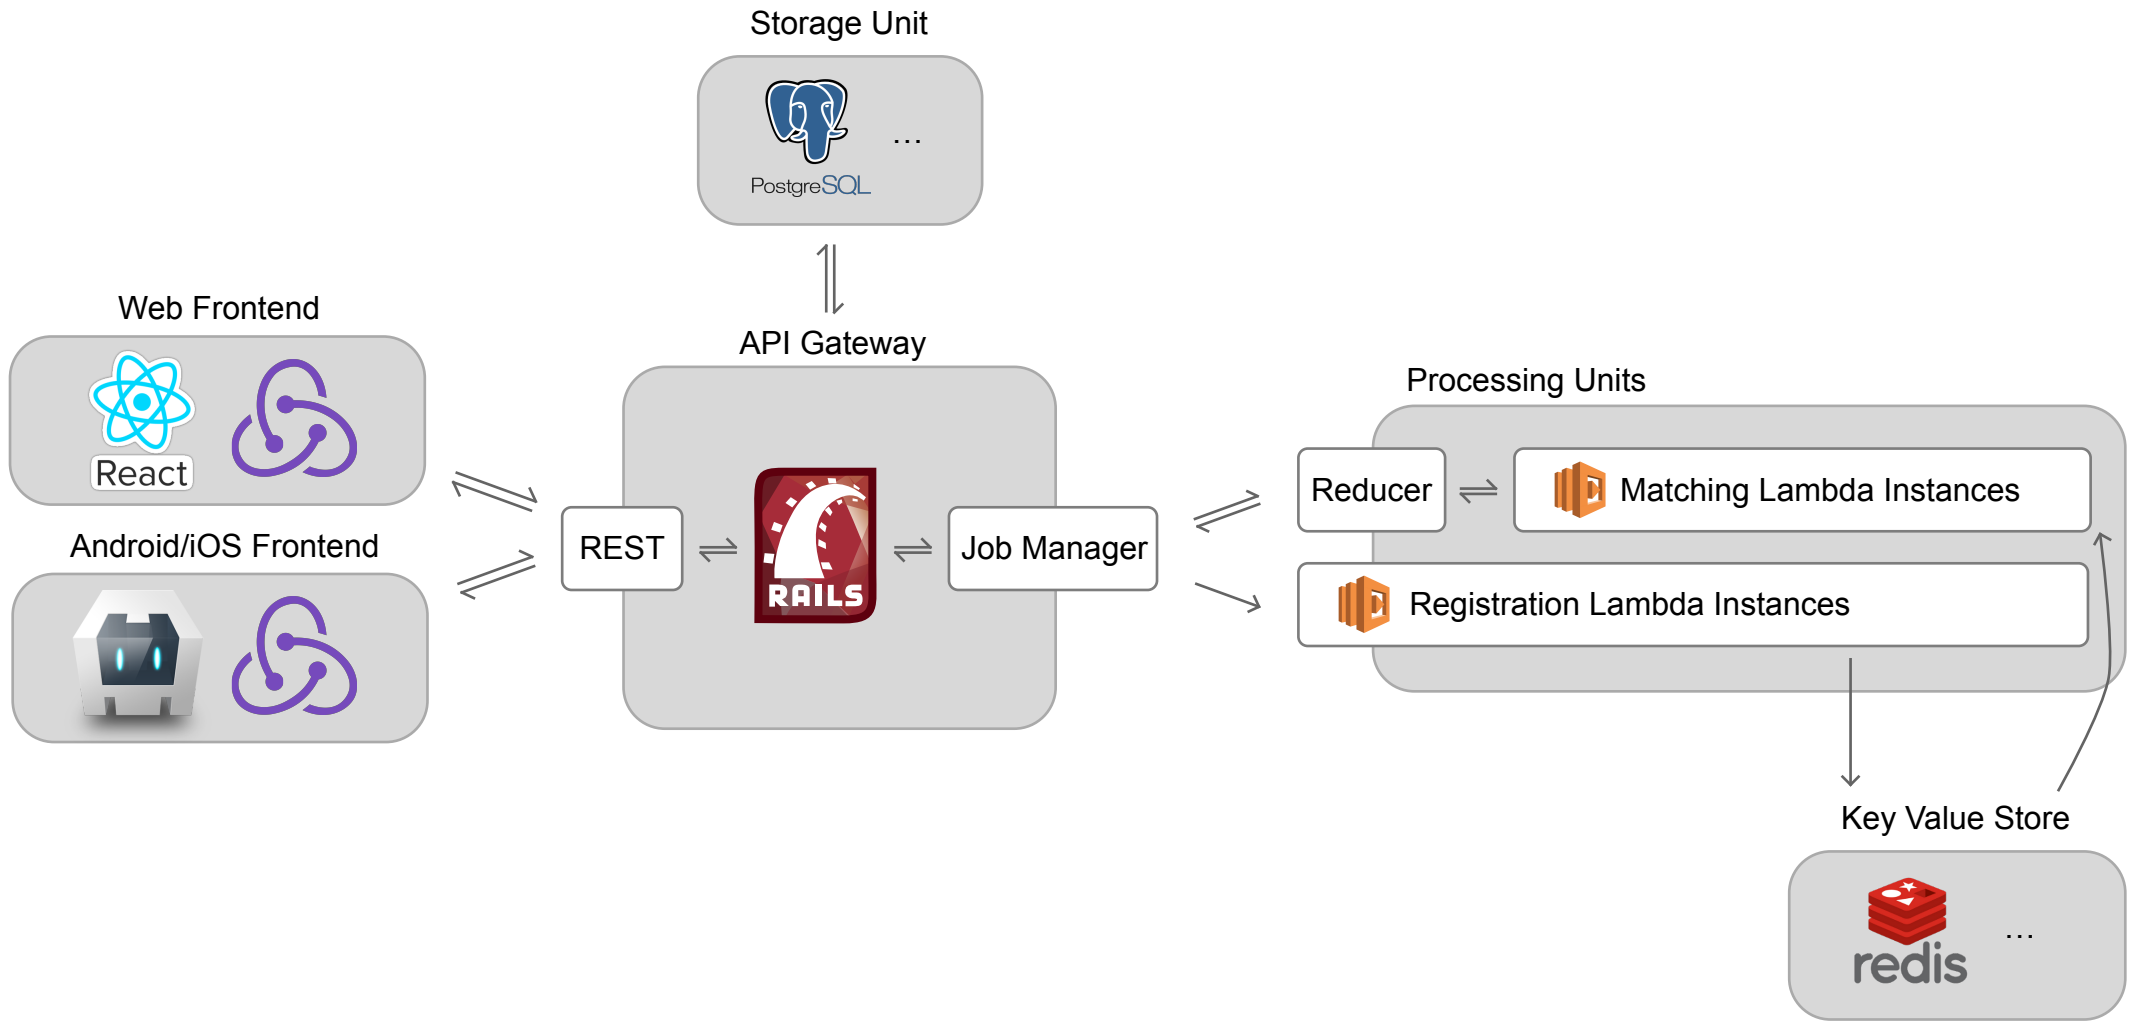 Storage Unit
...
PostgreSQL
Web Frontend
React
Android/iOS Frontend
API Gateway
REST
RAILS
Job Manager
Processing Units
Reducer
Matching Lambda Instances
Registration Lambda Instances
Key Value Store
redis
...